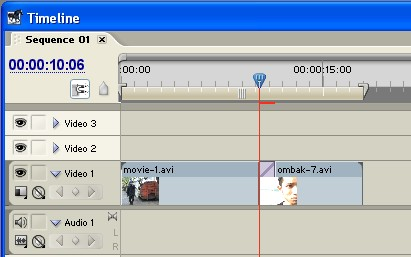 Timeline
Sequence 01
00:00:10:06
:00:00
00:00:15:00
Video 3
Video 2
Video 1
movie-1.avi
ombak-7.avi
Audio 1
L
R